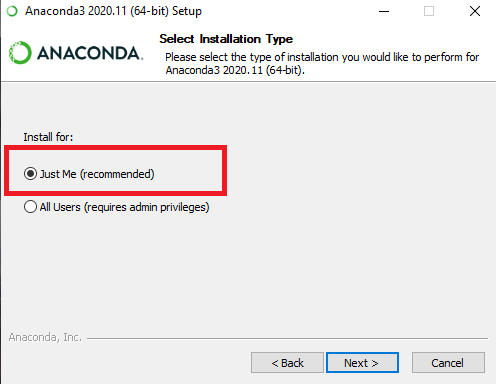 Anaconda3 2020.11 (64-bit) Setup
ANACONDA.
Select Installation Type
Please select the type of installation you would like to perform for
Anaconda3 2020.11 (64-bit).
Install for:
Just Me (recommended)
All Users (requires admin privileges)
Anaconda, Inc.
< Back
Next >
Cancel